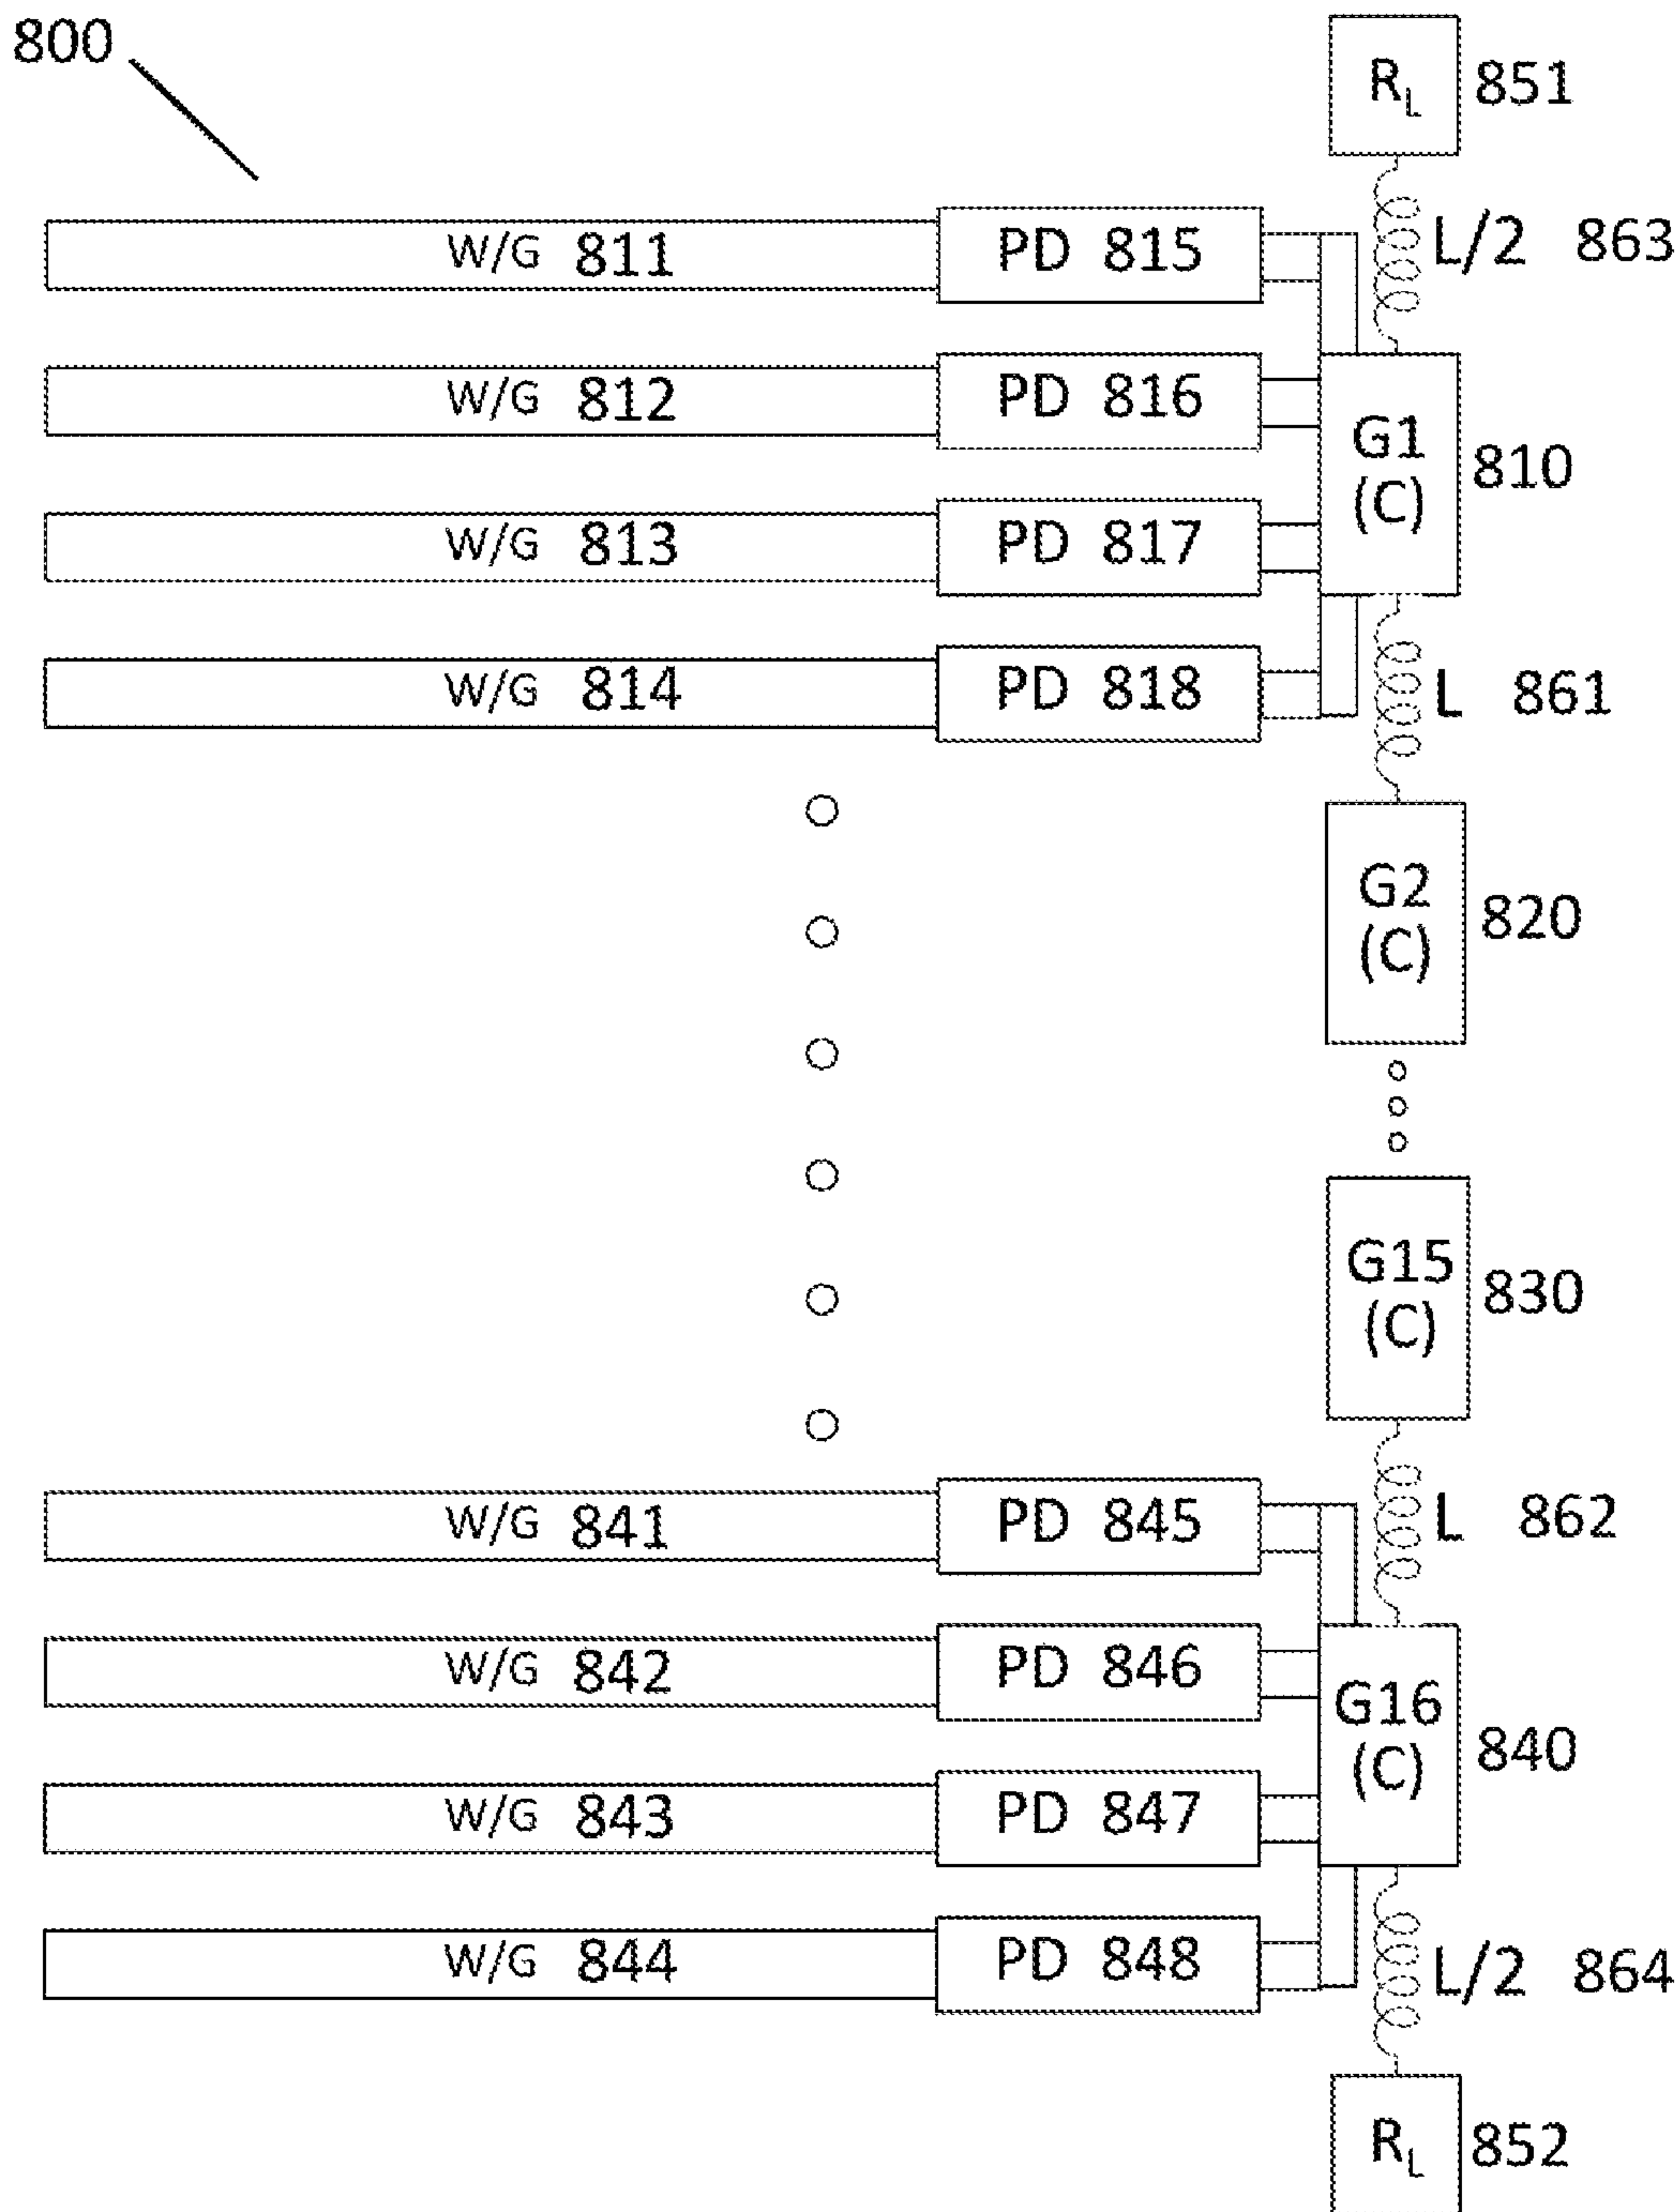 800
R_L 851
W/G 811 PD 815 L/2 863
W/G 812 PD 816
G1
(C) 810
W/G 813 PD 817
W/G 814 PD 818 L 861
G2
(C) 820
G15
(C) 830
W/G 841 PD 845 L 862
W/G 842 PD 846
G16
(C) 840
W/G 843 PD 847
W/G 844 PD 848 L/2 864
R_L 852